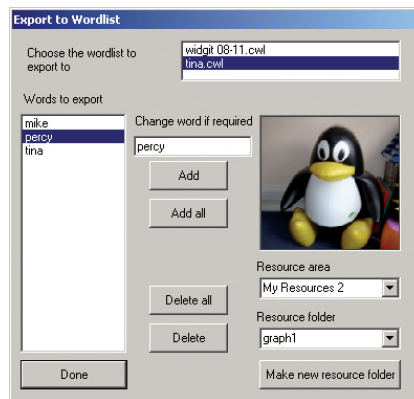 Export to Wordlist
Choose the wordlist to
export to
widgit 08-11.cwl
tina.cwl
Words to export
mike
percy
tina
Change word if required
percy
Add
Add all
Delete all
Delete
Resource area
My Resources 2
Resource folder
graph1
Done
Make new resource folder